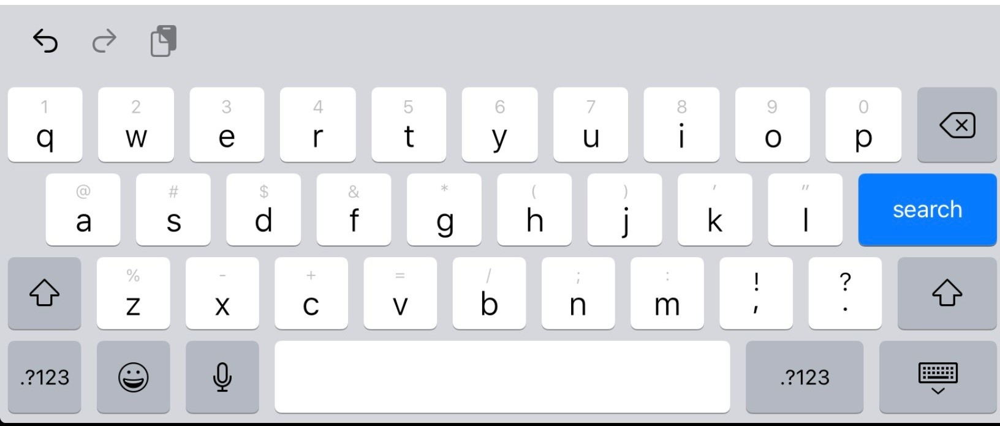 1 2 3 4 5 6 7 8 9 0
q w e r t y u i o p
@ # $ & * ( ) ' "
a s d f g h j k l search
% - + = / ; : ! ?
z x c v b n m , .
.?123 .?123